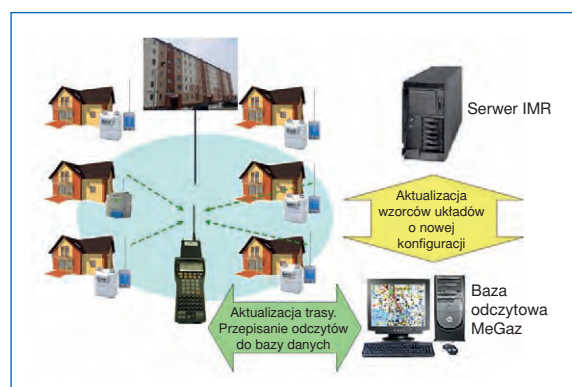 Serwer IMR
Aktualizacja
wzorców układów
o nowej
konfiguracji
Aktualizacja trasy.
Przepisanie odczytów
do bazy danych
Baza
odczytowa
MeGaz